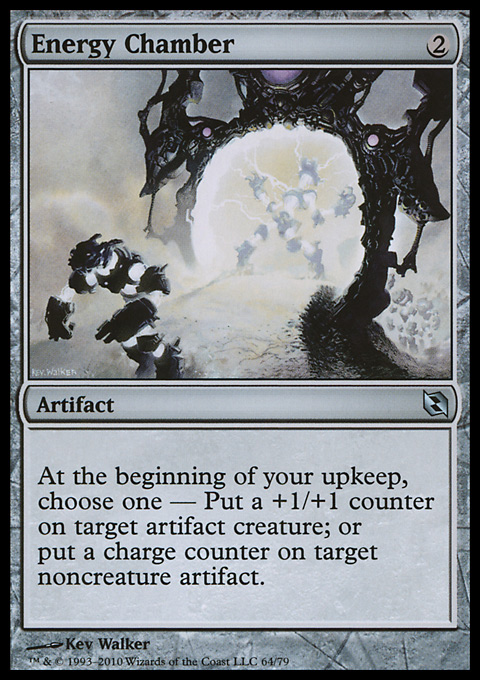 Energy Chamber 2
KEV. WALKER
Artifact
At the beginning of your upkeep,
choose one — Put a +1/+1 counter
on target artifact creature; or
put a charge counter on target
noncreature artifact.
Kev Walker
™ & © 1993–2010 Wizards of the Coast LLC 64/79